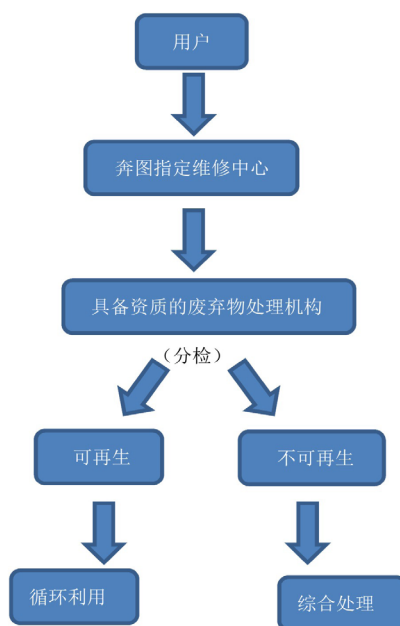 用户
奔图指定维修中心
具备资质的废弃物处理机构
（分检）
可再生
不可再生
循环利用
综合处理